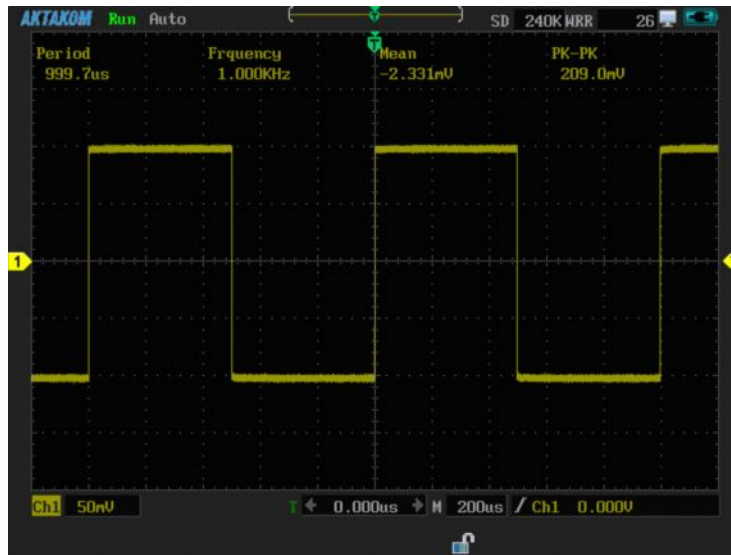 AKTAKOM Run Auto T SD 240K WRR 26
T
Period Frquency Mean PK-PK
999.7us 1.000KHz -2.331mV 209.0mV
1
Ch1 50mV T 0.000us M 200us Ch1 0.000V